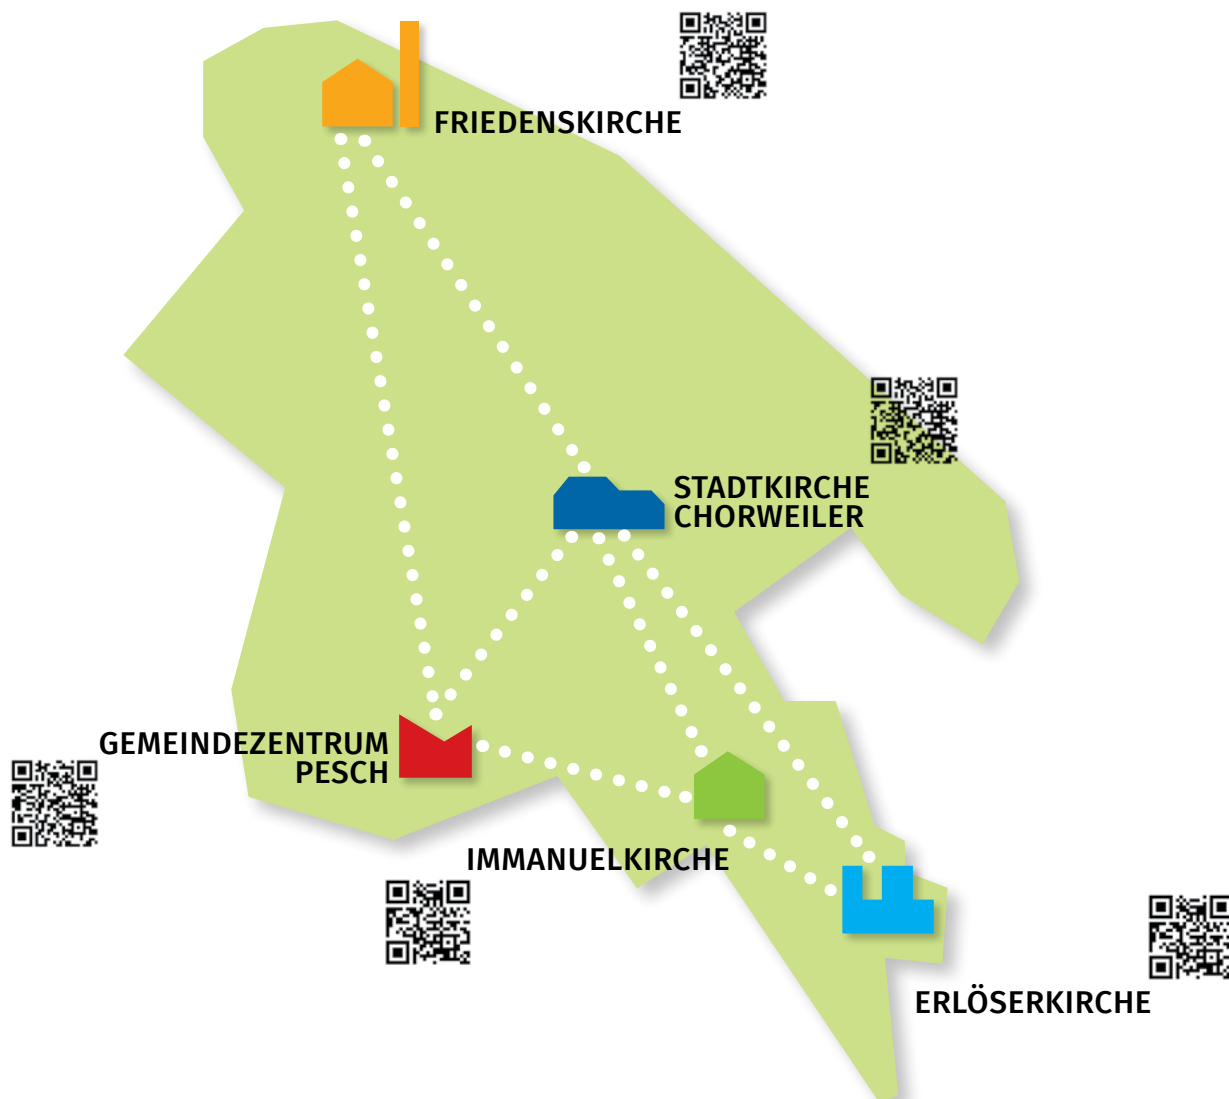 FRIEDENSKIRCHE
STADTKIRCHE
CHORWEILER
GEMEINDEZENTRUM
PESCH
IMMANUELKIRCHE
ERLÖSERKIRCHE